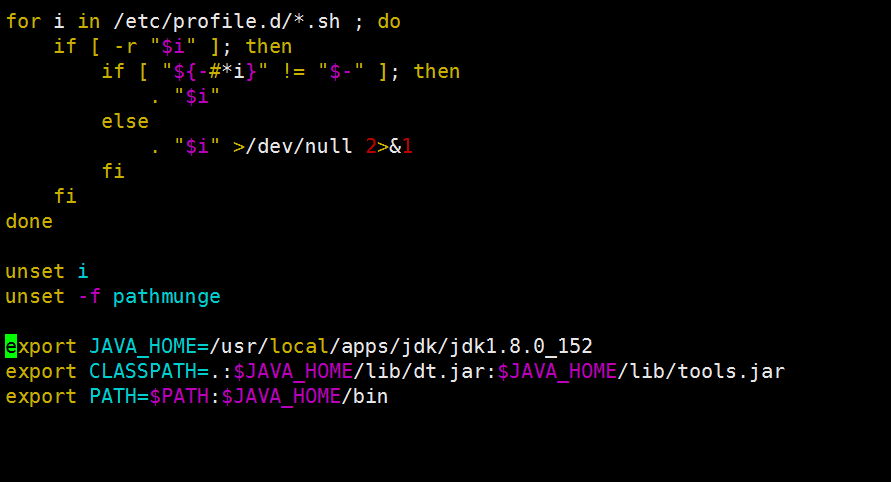 for i in /etc/profile.d/*.sh ; do
    if [ -r "$i" ]; then
        if [ "${-#*i}" != "$-" ]; then
            . "$i"
        else
            . "$i" >/dev/null 2>&1
        fi
    fi
done

unset i
unset -f pathmunge

export JAVA_HOME=/usr/local/apps/jdk/jdk1.8.0_152
export CLASSPATH=.:$JAVA_HOME/lib/dt.jar:$JAVA_HOME/lib/tools.jar
export PATH=$PATH:$JAVA_HOME/bin